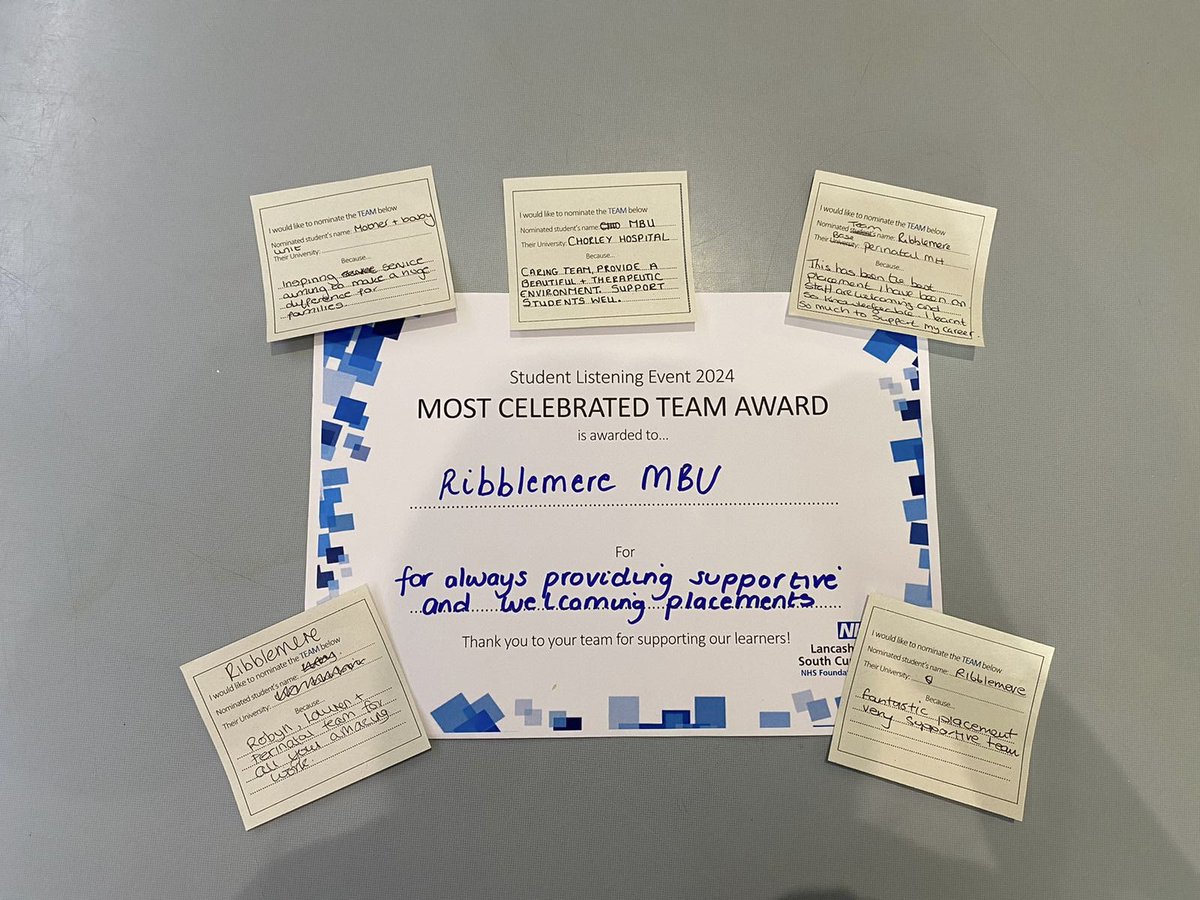 I would like to nominate the TEAM below
Nominated student's name: Mother + baby
unit
Their University:
Because...
Inspiring service
aiming to make a huge
difference for
families.
I would like to nominate the TEAM below
Nominated student's name: MBU
Their University: CHORLEY HOSPITAL
Because...
CARING TEAM, PROVIDE A
BEAUTIFUL + THERAPEUTIC
ENVIRONMENT. SUPPORT
STUDENTS WELL.
I would like to nominate the TEAM below
Team
Nominated student's name: Ribblemere
Base
Their University: perinatal MH
Because...
This has been the best
placement i have been on
staff are welcoming and
so knowledgeable I learnt
so much to support my career.
Student Listening Event 2024
MOST CELEBRATED TEAM AWARD
is awarded to...
Ribblemere MBU
For
for always providing supportive
and welcoming placements
Thank you to your team for supporting our learners!
Lancash
South Cu
NHS Founda
Ribblemere
I would like to nominate the TEAM below
Nominated student's name:
Their University:
Because...
Robyn, Lauren +
Perinatal team for
all your amazing
work.
I would like to nominate the TEAM below
Nominated student's name: Ribblemere
Their University:
Because...
fantastic placement
very supportive team